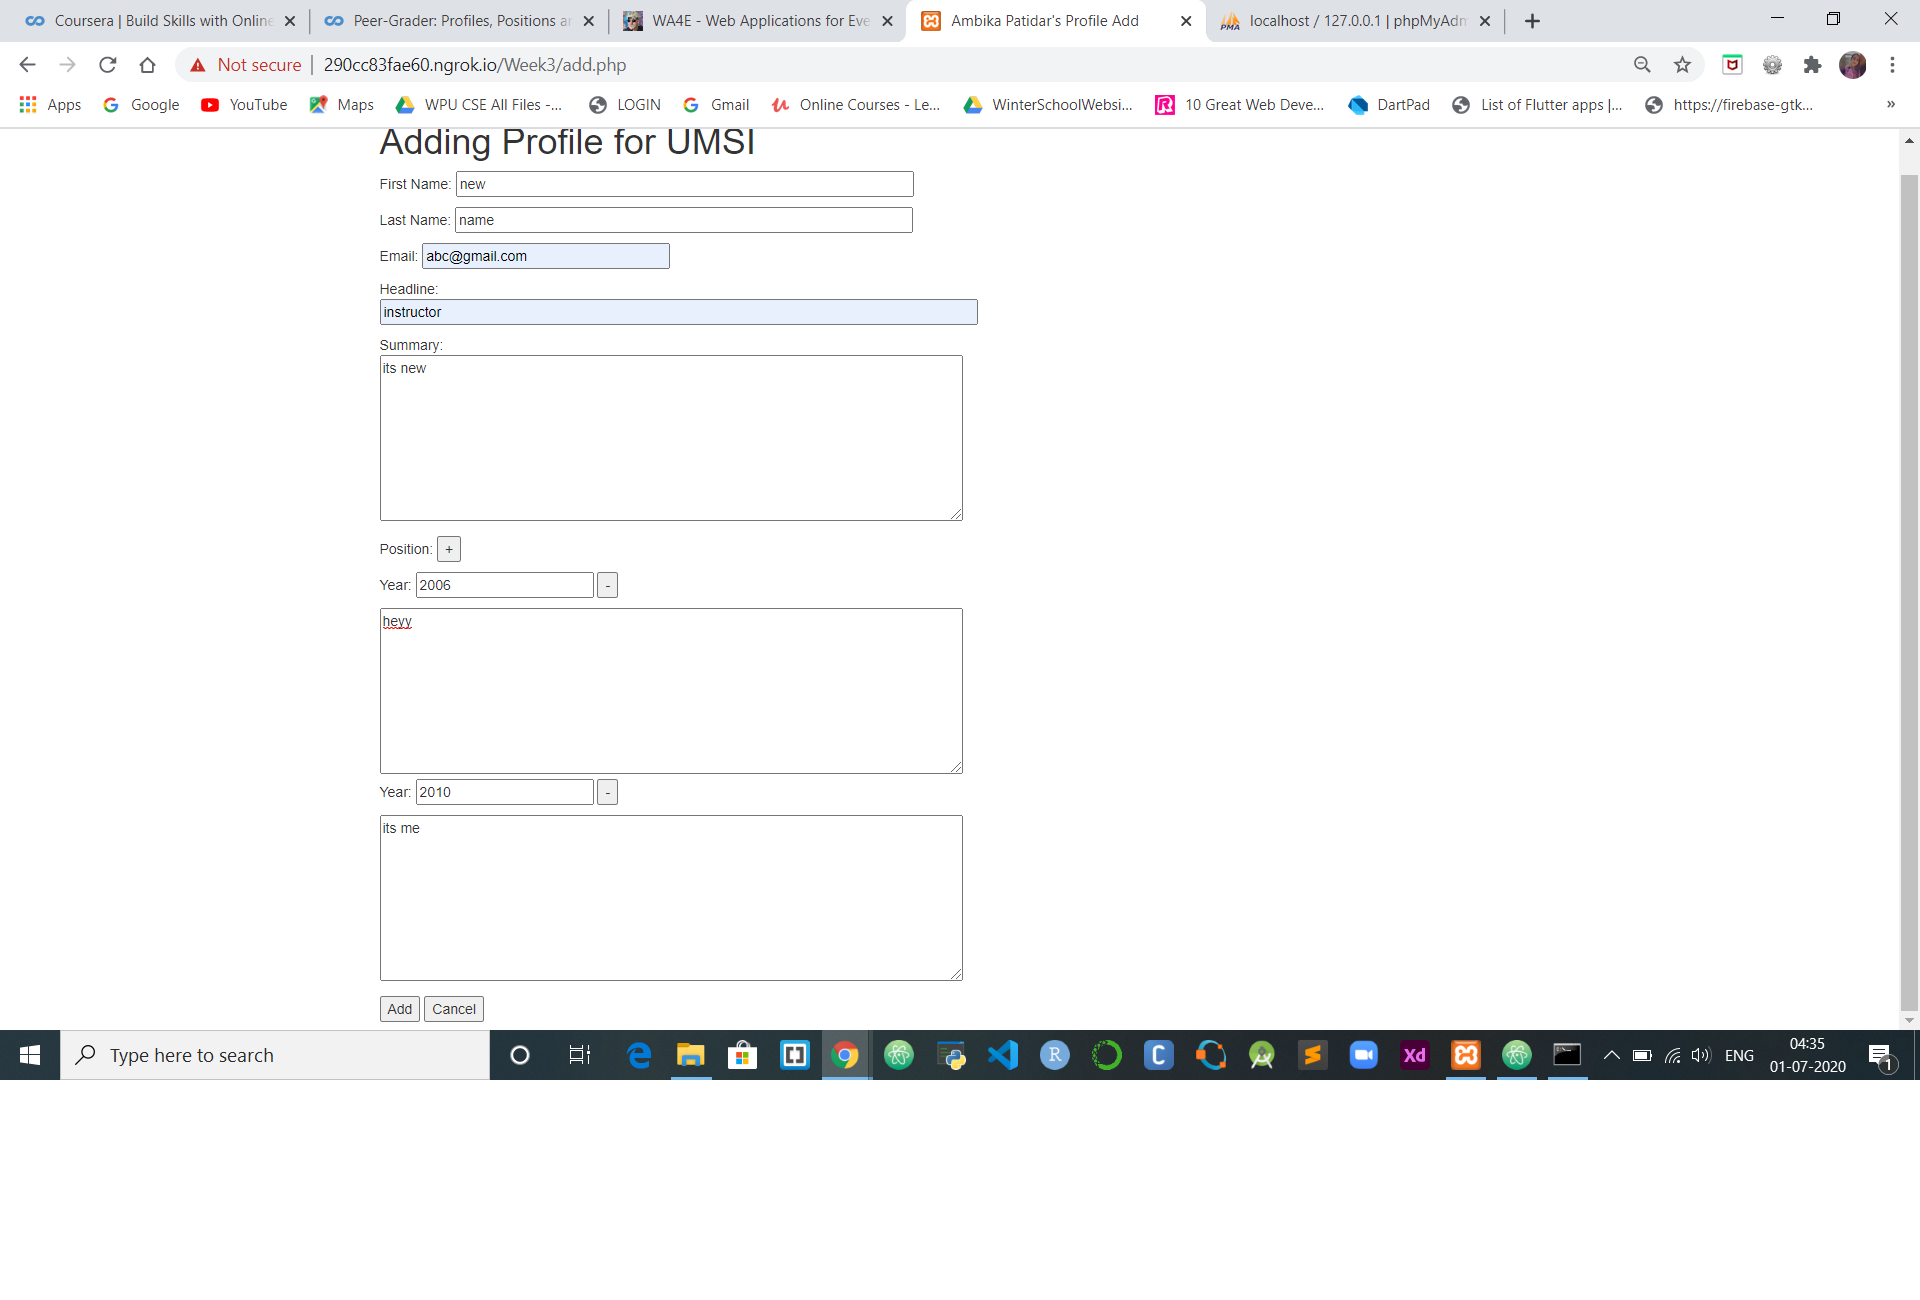 Coursera | Build Skills with Online
Peer-Grader: Profiles, Positions an
WA4E - Web Applications for Eve
Ambika Patidar's Profile Add
localhost / 127.0.0.1 | phpMyAdm
Not secure | 290cc83fae60.ngrok.io/Week3/add.php
Apps Google YouTube Maps WPU CSE All Files -... LOGIN Gmail Online Courses - Le... WinterSchoolWebsi... 10 Great Web Deve... DartPad List of Flutter apps |... https://firebase-gtk... »
Adding Profile for UMSI
First Name: new
Last Name: name
Email: abc@gmail.com
Headline:
instructor
Summary:
its new
Position: +
Year: 2006 -
heyy
Year: 2010 -
its me
Add Cancel
Type here to search
ENG
04:35
01-07-2020
1